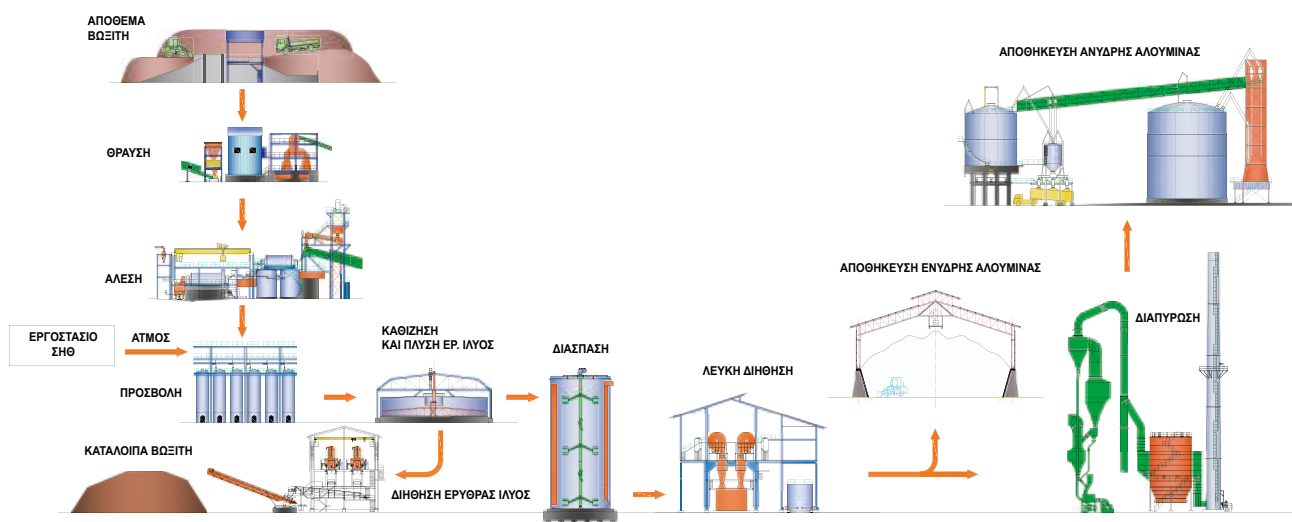 ΑΠΟΘΕΜΑ
ΒΩΞΙΤΗ
ΘΡΑΥΣΗ
ΑΛΕΣΗ
ΕΡΓΟΣΤΑΣΙΟ
ΣΗΘ
ΑΤΜΟΣ
ΠΡΟΣΒΟΛΗ
ΚΑΘΙΖΗΣΗ
ΚΑΙ ΠΛΥΣΗ ΕΡ. ΙΛΥΟΣ
ΚΑΤΑΛΟΙΠΑ ΒΩΞΙΤΗ
ΔΙΗΘΗΣΗ ΕΡΥΘΡΑΣ ΙΛΥΟΣ
ΔΙΑΣΠΑΣΗ
ΛΕΥΚΗ ΔΙΗΘΗΣΗ
ΑΠΟΘΗΚΕΥΣΗ ΕΝΥΔΡΗΣ ΑΛΟΥΜΙΝΑΣ
ΔΙΑΠΥΡΩΣΗ
ΑΠΟΘΗΚΕΥΣΗ ΑΝΥΔΡΗΣ ΑΛΟΥΜΙΝΑΣ